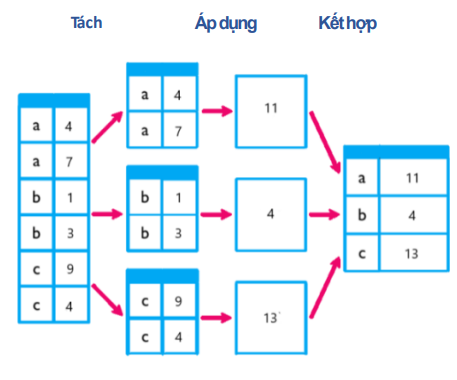 Tách Áp dụng Kết hợp
a 4
a 7
b 1
b 3
c 9
c 4
a 4
a 7
b 1
b 3
c 9
c 4
11
4
13
a 11
b 4
c 13